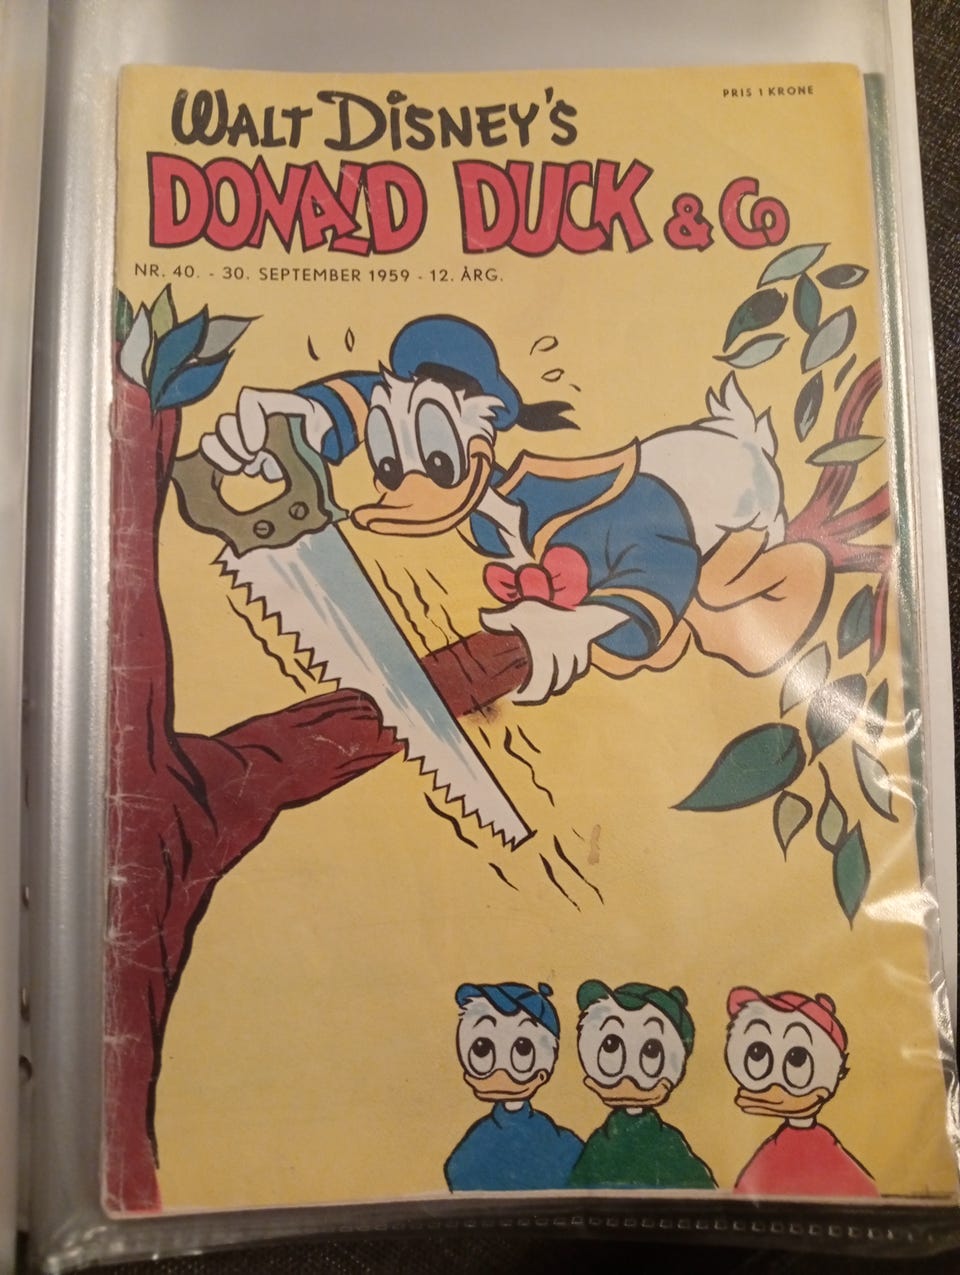 PRIS 1 KRONE
WALT DISNEY'S
DONALD DUCK & CO
NR. 40. - 30. SEPTEMBER 1959 - 12. ÅRG.